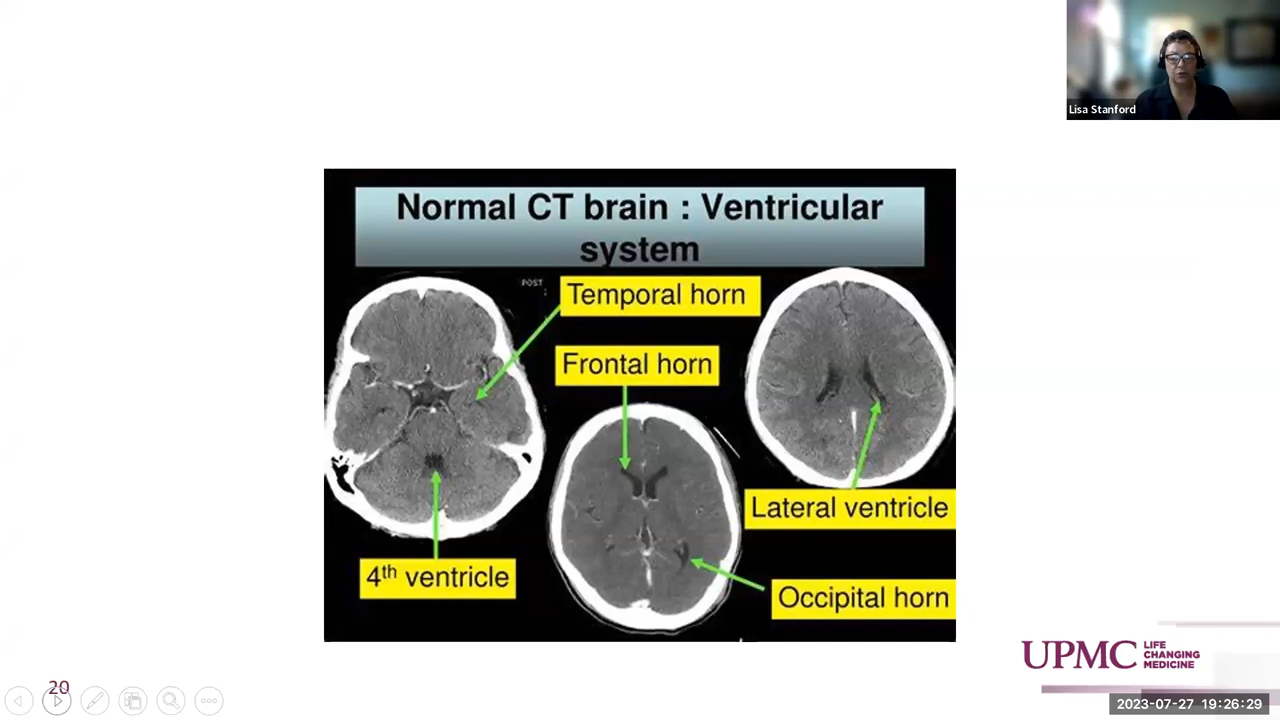 Lisa Stanford
Normal CT brain : Ventricular
system
POST
Temporal horn
Frontal horn
Lateral ventricle
4th ventricle
Occipital horn
UPMC
LIFE
CHANGING
MEDICINE
20
2023-07-27 19:26:29